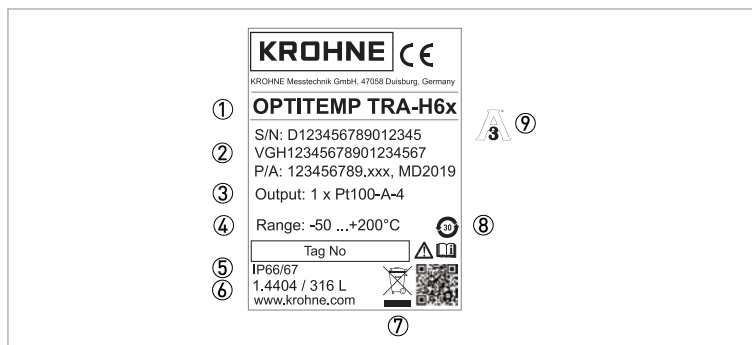 KROHNE CE
KROHNE Messtechnik GmbH, 47058 Duisburg, Germany
① OPTITEMP TRA-H6x
A 3 ⑨
S/N: D123456789012345
② VGH12345678901234567
P/A: 123456789.xxx, MD2019
③ Output: 1 x Pt100-A-4
④ Range: -50 ...+200°C 30 ⑧
Tag No
⑤ IP66/67
⑥ 1.4404 / 316 L
www.krohne.com
⑦